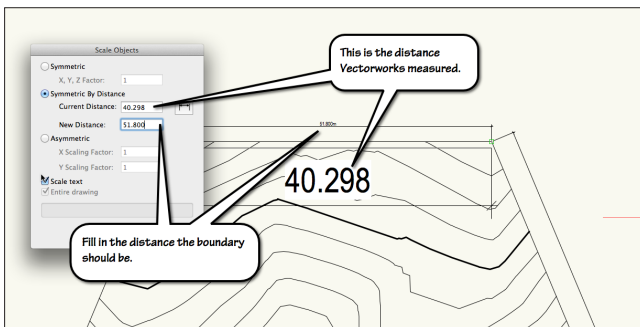 Scale Objects
Symmetric
X, Y, Z Factor: 1
Symmetric By Distance
Current Distance: 40.298
New Distance: 51.800
Asymmetric
X Scaling Factor: 1
Y Scaling Factor: 1
Scale text
Entire drawing
This is the distance
Vectorworks measured.
51.800m
40.298
Fill in the distance the boundary
should be.